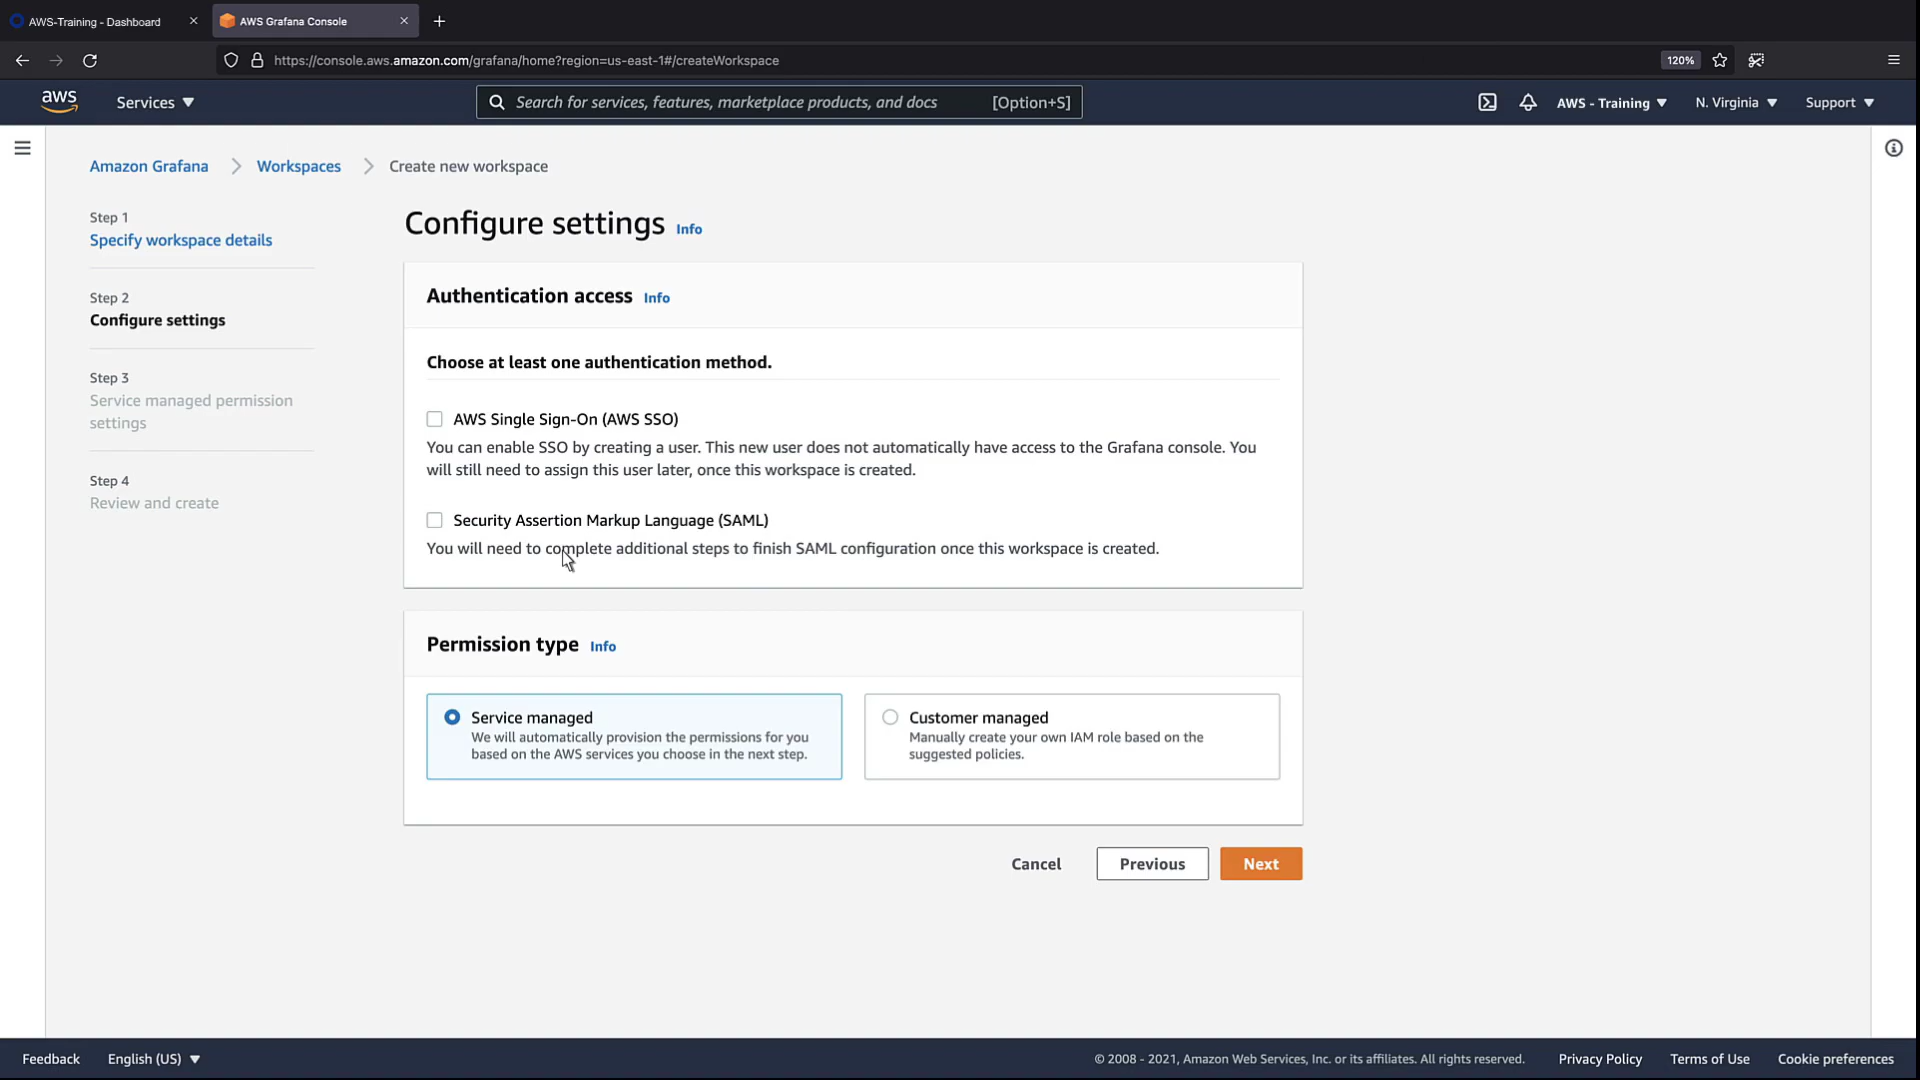 AWS-Training - Dashboard
AWS Grafana Console
https://console.aws.amazon.com/grafana/home?region=us-east-1#/createWorkspace
120%
aws
Services
Search for services, features, marketplace products, and docs
[Option+S]
AWS - Training
N. Virginia
Support
Amazon Grafana
Workspaces
Create new workspace
Step 1
Specify workspace details
Step 2
Configure settings
Step 3
Service managed permission
settings
Step 4
Review and create
Configure settings Info
Authentication access Info
Choose at least one authentication method.
AWS Single Sign-On (AWS SSO)
You can enable SSO by creating a user. This new user does not automatically have access to the Grafana console. You
will still need to assign this user later, once this workspace is created.
Security Assertion Markup Language (SAML)
You will need to complete additional steps to finish SAML configuration once this workspace is created.
Permission type Info
Service managed
We will automatically provision the permissions for you
based on the AWS services you choose in the next step.
Customer managed
Manually create your own IAM role based on the
suggested policies.
Cancel
Previous
Next
Feedback
English (US)
© 2008 - 2021, Amazon Web Services, Inc. or its affiliates. All rights reserved.
Privacy Policy
Terms of Use
Cookie preferences